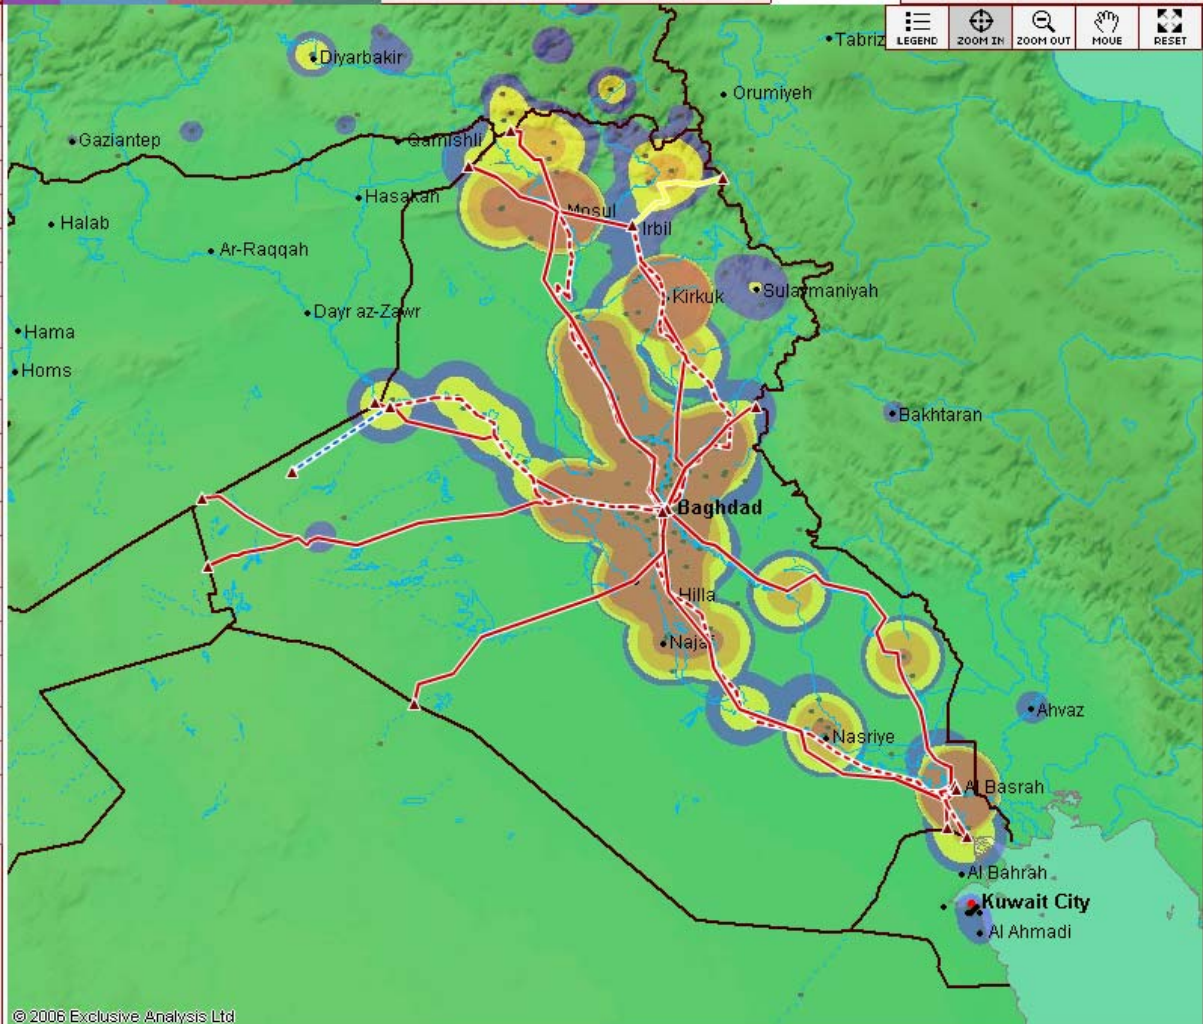 LEGEND
ZOOM IN
ZOOM OUT
MOVE
RESET
Tabriz
Diyarbakir
Orumiyeh
Gaziantep
Qamishli
Hasakah
Mosul
Halab
Irbil
Ar-Raqqah
Kirkuk
Sulaymaniyah
Dayr az-Zawr
Hama
Homs
Bakhtaran
Baghdad
Hilla
Najaf
Ahvaz
Nasriye
Al Basrah
Al Bahrah
Kuwait City
Al Ahmadi
© 2006 Exclusive Analysis Ltd